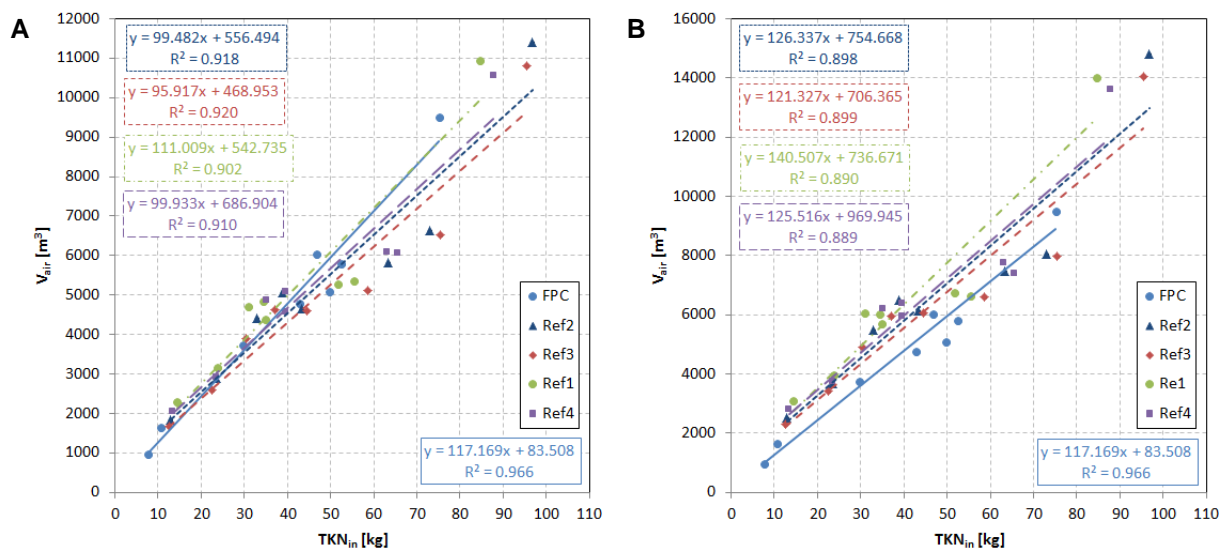 A
12000
11000
10000
9000
8000
7000
6000
5000
4000
3000
2000
1000
0
Vair [m³]
y = 99.482x + 556.494
R² = 0.918
y = 95.917x + 468.953
R² = 0.920
y = 111.009x + 542.735
R² = 0.902
y = 99.933x + 686.904
R² = 0.910
FPC
Ref2
Ref3
Ref1
Ref4
y = 117.169x + 83.508
R² = 0.966
0 10 20 30 40 50 60 70 80 90 100 110
TKNin [kg]
B
16000
14000
12000
10000
8000
6000
4000
2000
0
Vair [m³]
y = 126.337x + 754.668
R² = 0.898
y = 121.327x + 706.365
R² = 0.899
y = 140.507x + 736.671
R² = 0.890
y = 125.516x + 969.945
R² = 0.889
FPC
Ref2
Ref3
Re1
Ref4
y = 117.169x + 83.508
R² = 0.966
0 10 20 30 40 50 60 70 80 90 100 110
TKNin [kg]